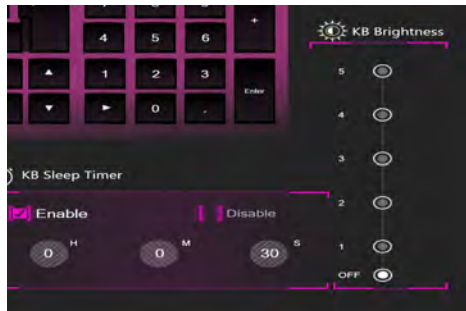 KB Brightness
+
4 5 6
5
1 2 3
Enter
4
0 .
3
KB Sleep Timer
2
Enable Disable
1
0 H 0 M 30 S
OFF